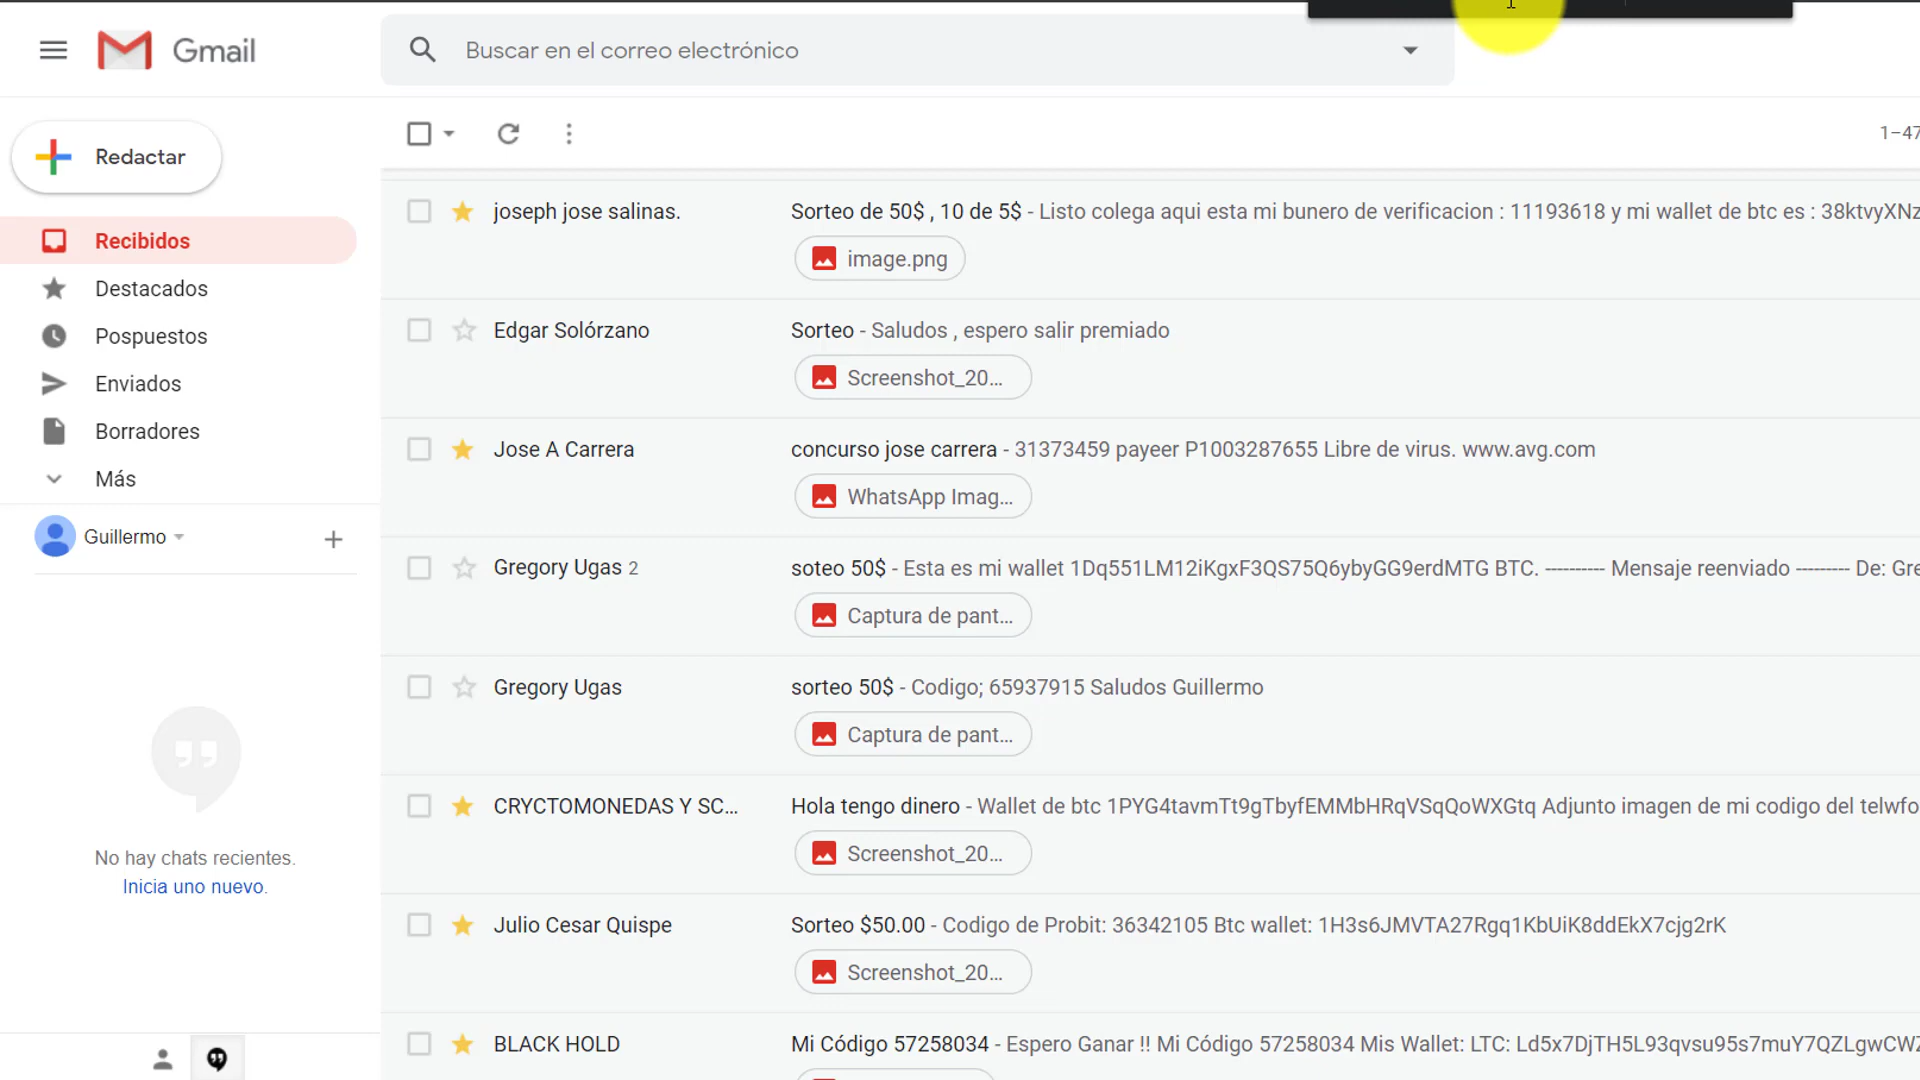 Gmail
Buscar en el correo electrónico
Redactar
1–47
Recibidos
Destacados
Pospuestos
Enviados
Borradores
Más
Guillermo
No hay chats recientes.
Inicia uno nuevo.
joseph jose salinas.
Sorteo de 50$ , 10 de 5$ - Listo colega aqui esta mi bunero de verificacion : 11193618 y mi wallet de btc es : 38ktvyXNz
image.png
Edgar Solórzano
Sorteo - Saludos , espero salir premiado
Screenshot_20...
Jose A Carrera
concurso jose carrera - 31373459 payeer P1003287655 Libre de virus. www.avg.com
WhatsApp Imag...
Gregory Ugas 2
soteo 50$ - Esta es mi wallet 1Dq551LM12iKgxF3QS75Q6ybyGG9erdMTG BTC. ---------- Mensaje reenviado --------- De: Gre
Captura de pant...
Gregory Ugas
sorteo 50$ - Codigo; 65937915 Saludos Guillermo
Captura de pant...
CRYCTOMONEDAS Y SC...
Hola tengo dinero - Wallet de btc 1PYG4tavmTt9gTbyfEMMbHRqVSqQoWXGtq Adjunto imagen de mi codigo del telwfo
Screenshot_20...
Julio Cesar Quispe
Sorteo $50.00 - Codigo de Probit: 36342105 Btc wallet: 1H3s6JMVTA27Rgq1KbUiK8ddEkX7cjg2rK
Screenshot_20...
BLACK HOLD
Mi Código 57258034 - Espero Ganar !! Mi Código 57258034 Mis Wallet: LTC: Ld5x7DjTH5L93qvsu95s7muY7QZLgwCWZ